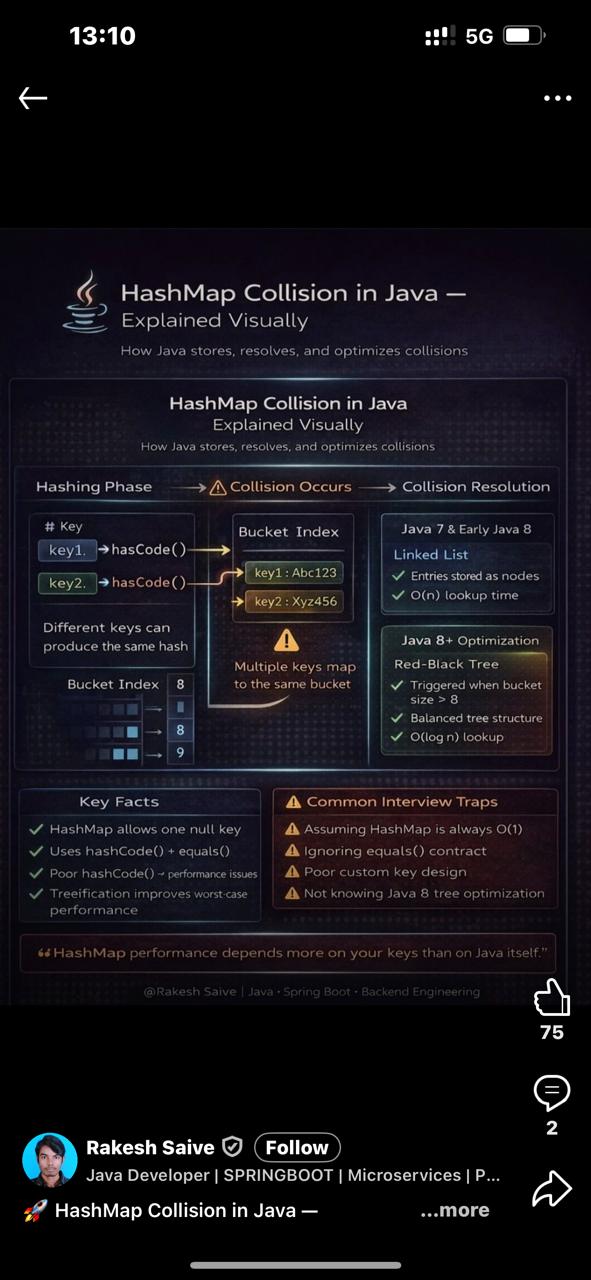 13:10
5G
HashMap Collision in Java —
Explained Visually
How Java stores, resolves, and optimizes collisions
HashMap Collision in Java
Explained Visually
How Java stores, resolves, and optimizes collisions
Hashing Phase
Collision Occurs
Collision Resolution
# Key
key1. → hasCode()
key2. → hasCode()
Different keys can
produce the same hash
Bucket Index 8
8
9
Bucket Index
key1 : Abc123
key2 : Xyz456
Multiple keys map
to the same bucket
Java 7 & Early Java 8
Linked List
Entries stored as nodes
O(n) lookup time
Java 8+ Optimization
Red-Black Tree
Triggered when bucket
size > 8
Balanced tree structure
O(log n) lookup
Key Facts
HashMap allows one null key
Uses hashCode() + equals()
Poor hashCode() → performance issues
Treeification improves worst-case
performance
Common Interview Traps
Assuming HashMap is always O(1)
Ignoring equals() contract
Poor custom key design
Not knowing Java 8 tree optimization
“HashMap performance depends more on your keys than on Java itself.”
@Rakesh Saive | Java • Spring Boot • Backend Engineering
75
2
Rakesh Saive
Follow
Java Developer | SPRINGBOOT | Microservices | P...
🚀 HashMap Collision in Java —
...more